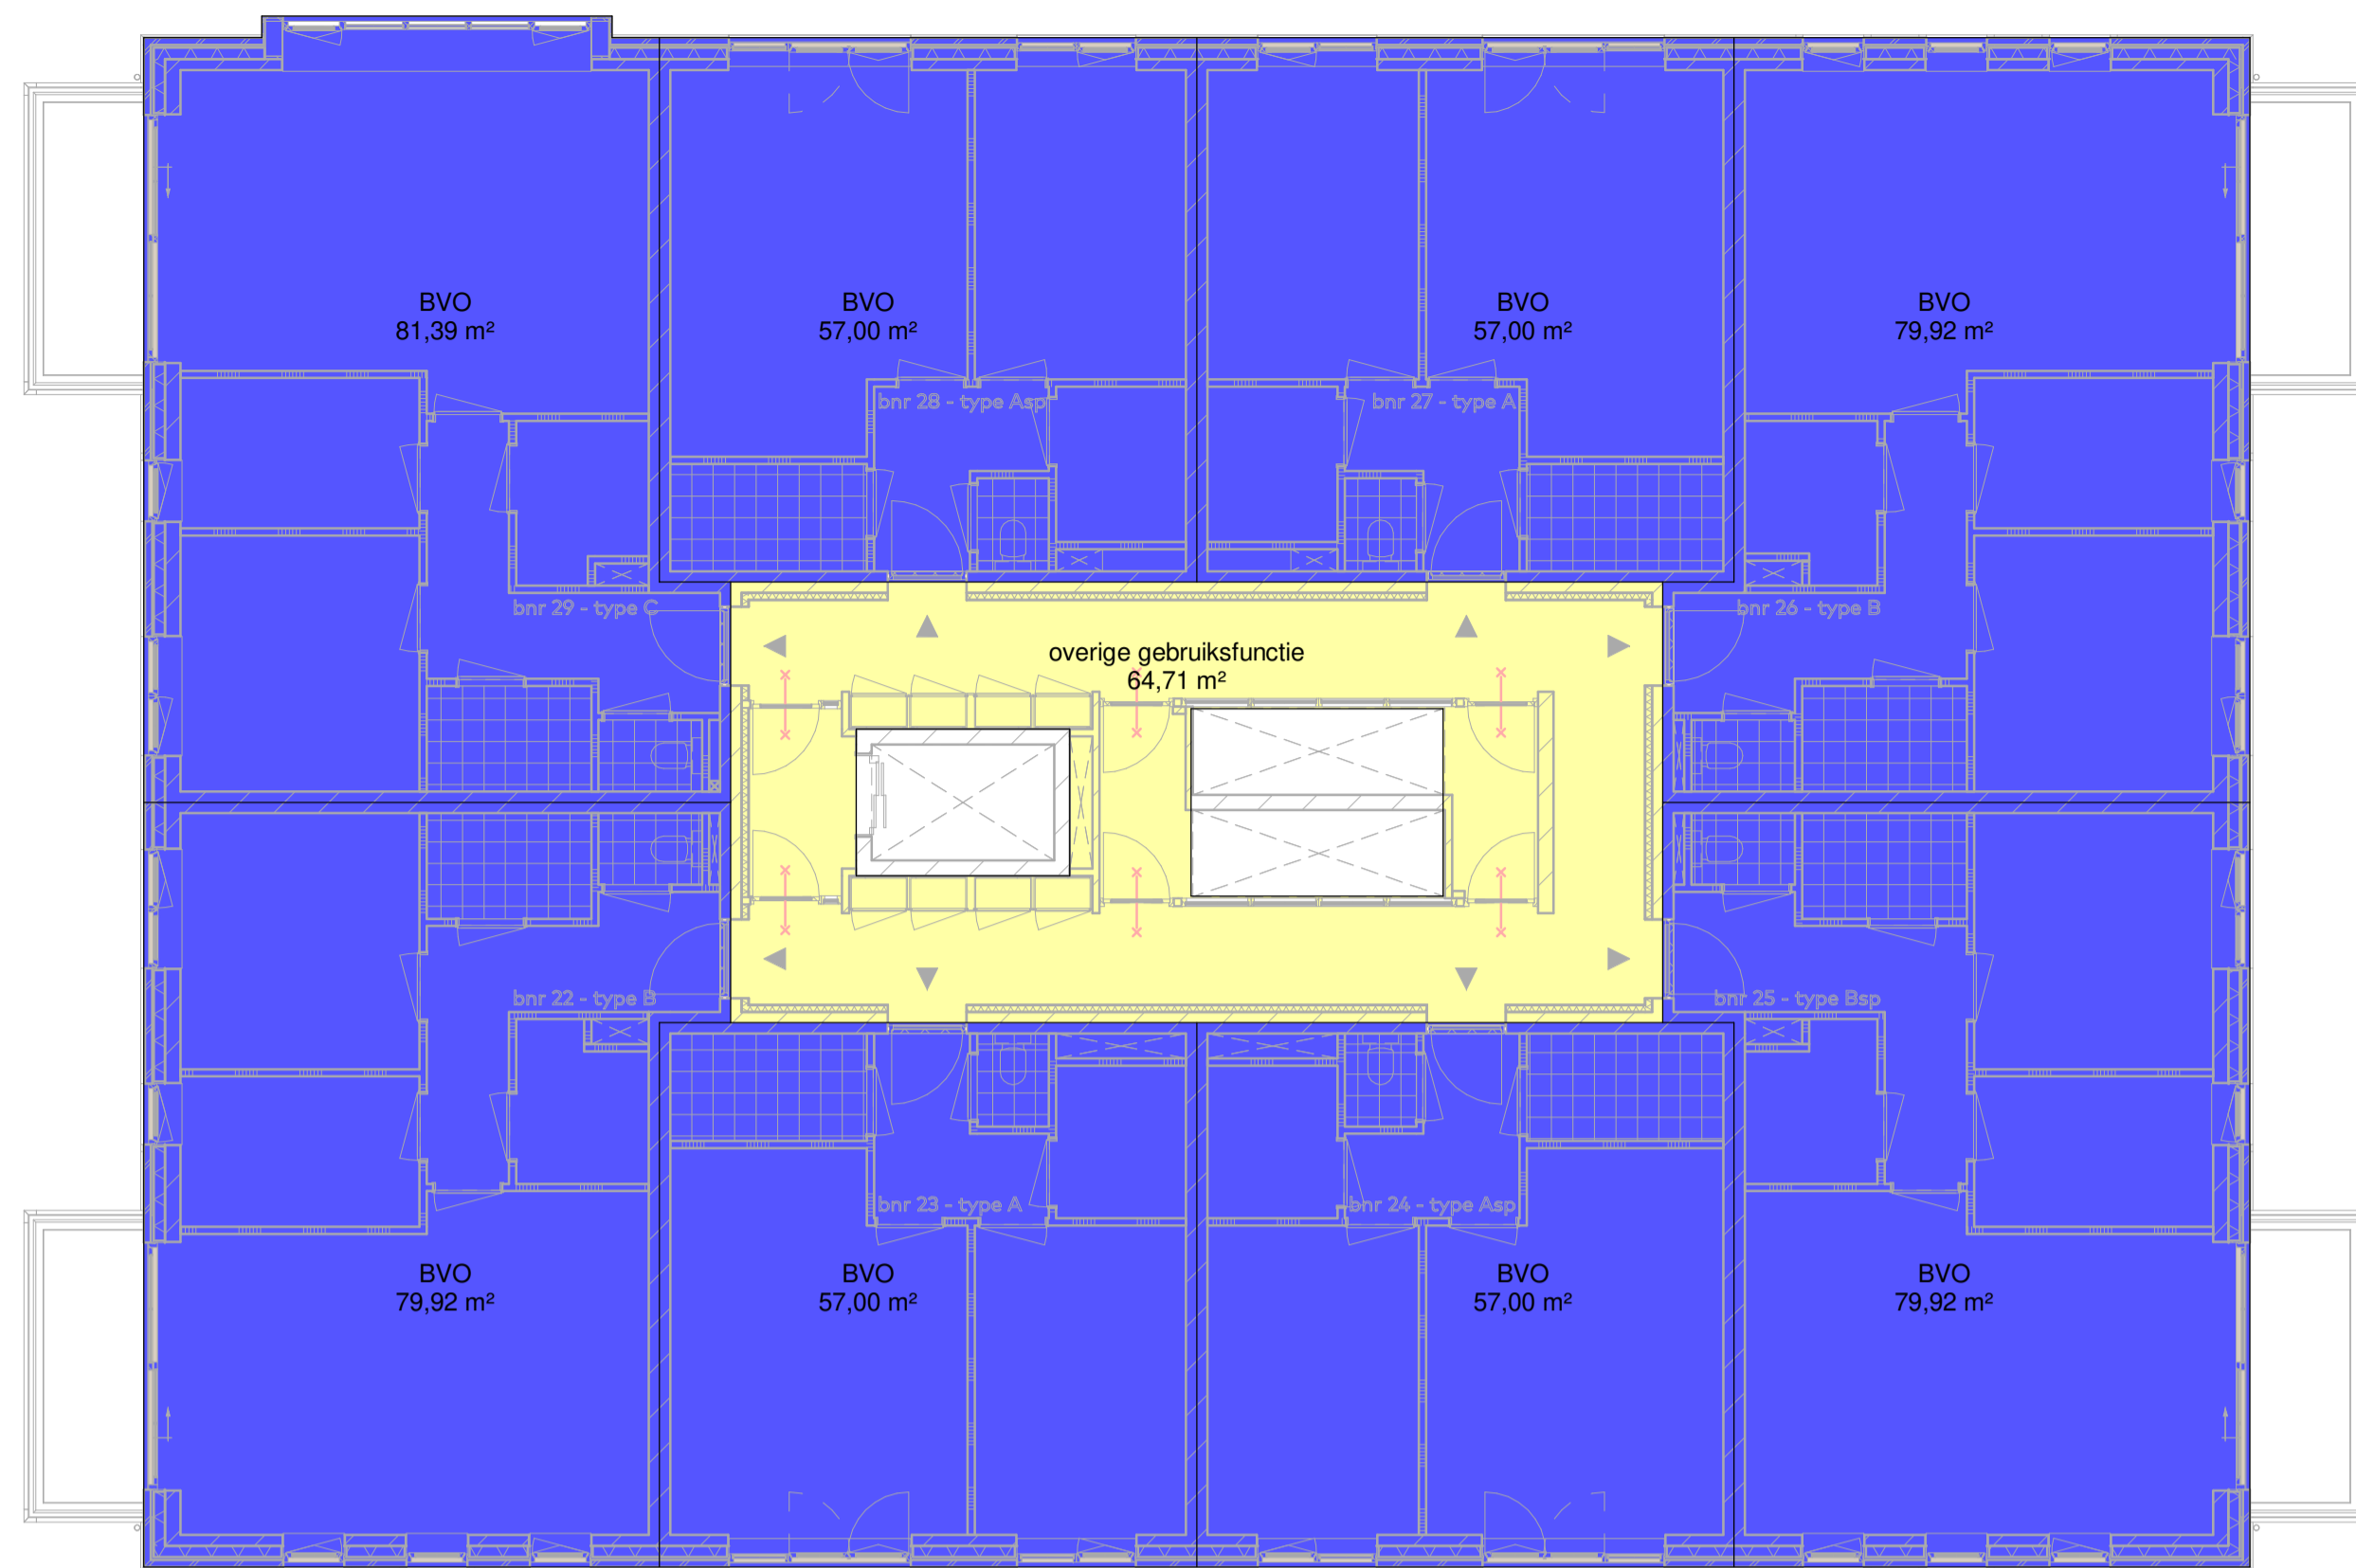 BVO
81,39 m²
BVO
57,00 m²
BVO
57,00 m²
BVO
79,92 m²
bnr 28 - type Asp
bnr 27 - type A
bnr 29 - type C
bnr 26 - type B
overige gebruiksfunctie
64,71 m²
bnr 22 - type B
bnr 25 - type Bsp
bnr 23 - type A
bnr 24 - type Asp
BVO
79,92 m²
BVO
57,00 m²
BVO
57,00 m²
BVO
79,92 m²